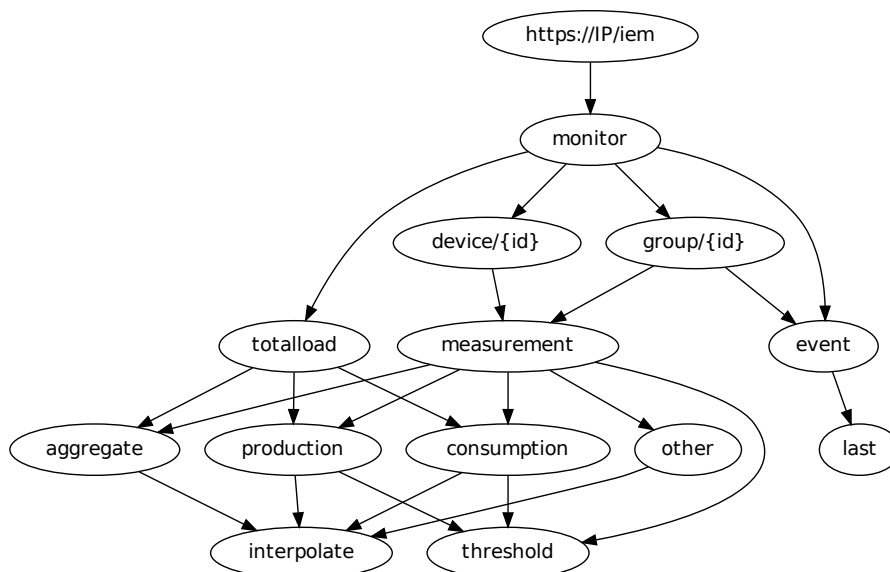 https://IP/iem
monitor
device/{id}
group/{id}
totalload
measurement
event
aggregate
production
consumption
other
last
interpolate
threshold